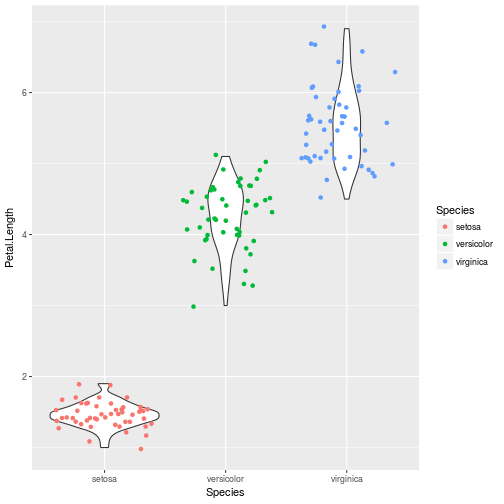 6
4
2
Petal.Length
setosa
versicolor
virginica
Species
Species
setosa
versicolor
virginica